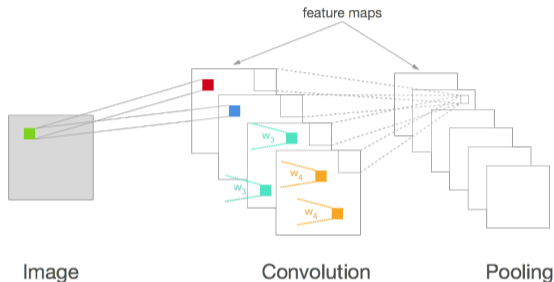 feature maps
w3
w4
w3
w4
Image
Convolution
Pooling